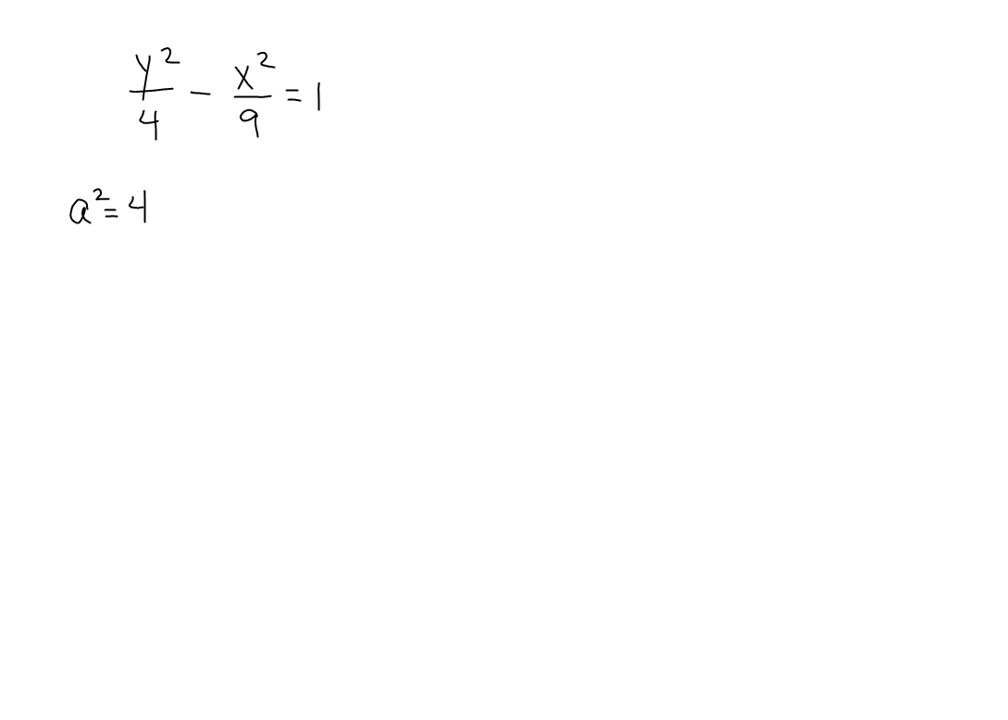 y²/4 - x²/9 = 1
a² = 4